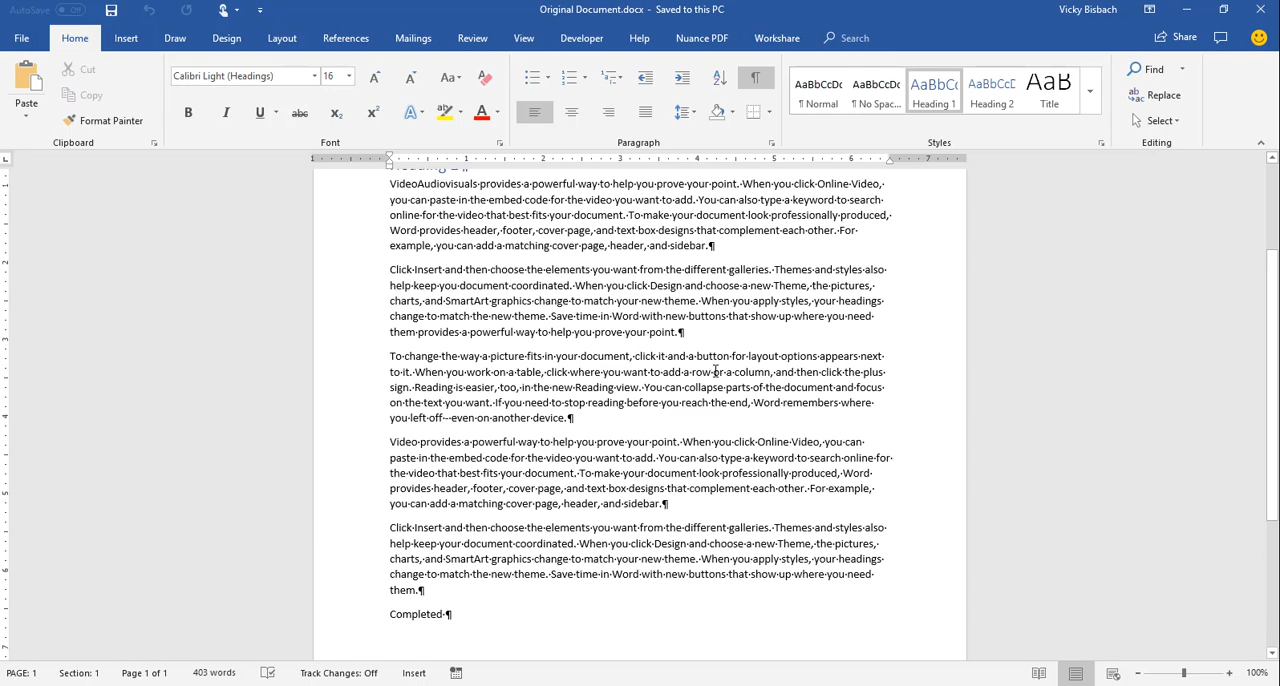 AutoSave Off
Original Document.docx - Saved to this PC
Vicky Bisbach
File Home Insert Draw Design Layout References Mailings Review View Developer Help Nuance PDF Workshare Search Share
Calibri Light (Headings) 16
Cut
Copy
Paste
Format Painter
AaBbCcDc AaBbCcDc AaBbC AaBbCcD AaB
¶ Normal ¶ No Spac... Heading 1 Heading 2 Title
Find
Replace
Select
Clipboard Font Paragraph Styles Editing
VideoAudiovisuals·provides·a·powerful·way·to·help·you·prove·your·point.·When·you·click·Online·Video,·
you·can·paste·in·the·embed·code·for·the·video·you·want·to·add.·You·can·also·type·a·keyword·to·search·
online·for·the·video·that·best·fits·your·document.·To·make·your·document·look·professionally·produced,·
Word·provides·header,·footer,·cover·page,·and·text·box·designs·that·complement·each·other.·For·
example,·you·can·add·a·matching·cover·page,·header,·and·sidebar.¶
Click·Insert·and·then·choose·the·elements·you·want·from·the·different·galleries.·Themes·and·styles·also·
help·keep·your·document·coordinated.·When·you·click·Design·and·choose·a·new·Theme,·the·pictures,·
charts,·and·SmartArt·graphics·change·to·match·your·new·theme.·When·you·apply·styles,·your·headings·
change·to·match·the·new·theme.·Save·time·in·Word·with·new·buttons·that·show·up·where·you·need·
them·provides·a·powerful·way·to·help·you·prove·your·point.¶
To·change·the·way·a·picture·fits·in·your·document,·click·it·and·a·button·for·layout·options·appears·next·
to·it.·When·you·work·on·a·table,·click·where·you·want·to·add·a·row·or·a·column,·and·then·click·the·plus·
sign.·Reading·is·easier,·too,·in·the·new·Reading·view.·You·can·collapse·parts·of·the·document·and·focus·
on·the·text·you·want.·If·you·need·to·stop·reading·before·you·reach·the·end,·Word·remembers·where·
you·left·off·-·even·on·another·device.¶
Video·provides·a·powerful·way·to·help·you·prove·your·point.·When·you·click·Online·Video,·you·can·
paste·in·the·embed·code·for·the·video·you·want·to·add.·You·can·also·type·a·keyword·to·search·online·for·
the·video·that·best·fits·your·document.·To·make·your·document·look·professionally·produced,·Word·
provides·header,·footer,·cover·page,·and·text·box·designs·that·complement·each·other.·For·example,·
you·can·add·a·matching·cover·page,·header,·and·sidebar.¶
Click·Insert·and·then·choose·the·elements·you·want·from·the·different·galleries.·Themes·and·styles·also·
help·keep·your·document·coordinated.·When·you·click·Design·and·choose·a·new·Theme,·the·pictures,·
charts,·and·SmartArt·graphics·change·to·match·your·new·theme.·When·you·apply·styles,·your·headings·
change·to·match·the·new·theme.·Save·time·in·Word·with·new·buttons·that·show·up·where·you·need·
them.¶
Completed·¶
PAGE: 1 Section: 1 Page 1 of 1 403 words Track Changes: Off Insert 100%